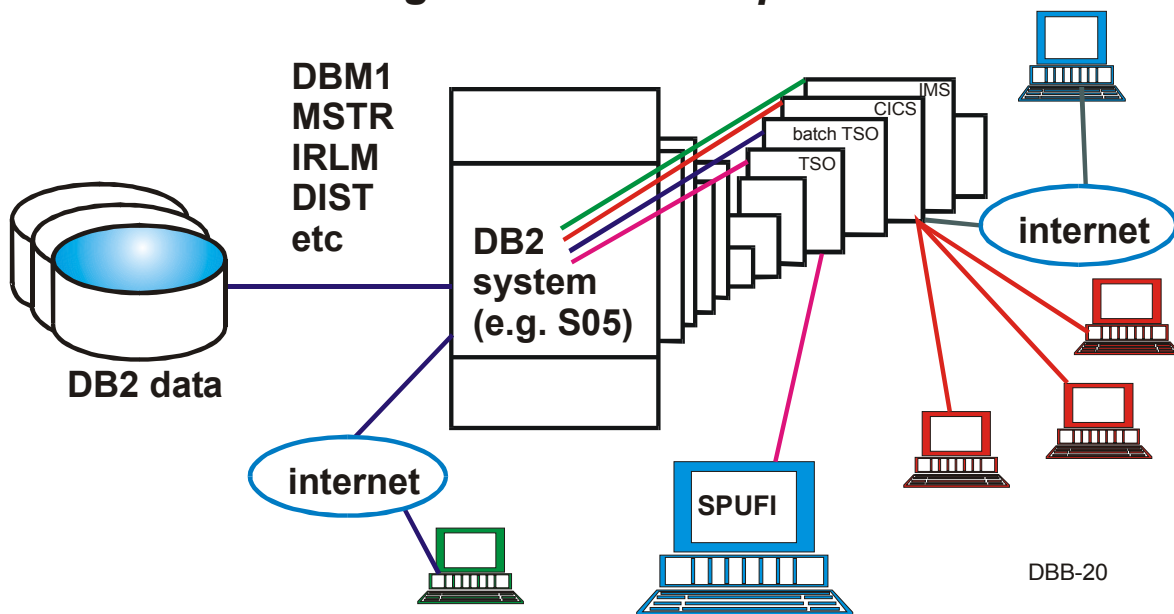 DBM1
MSTR
IRLM
DIST
etc
IMS
CICS
batch TSO
TSO
DB2
system
(e.g. S05)
DB2 data
internet
internet
SPUFI
DBB-20